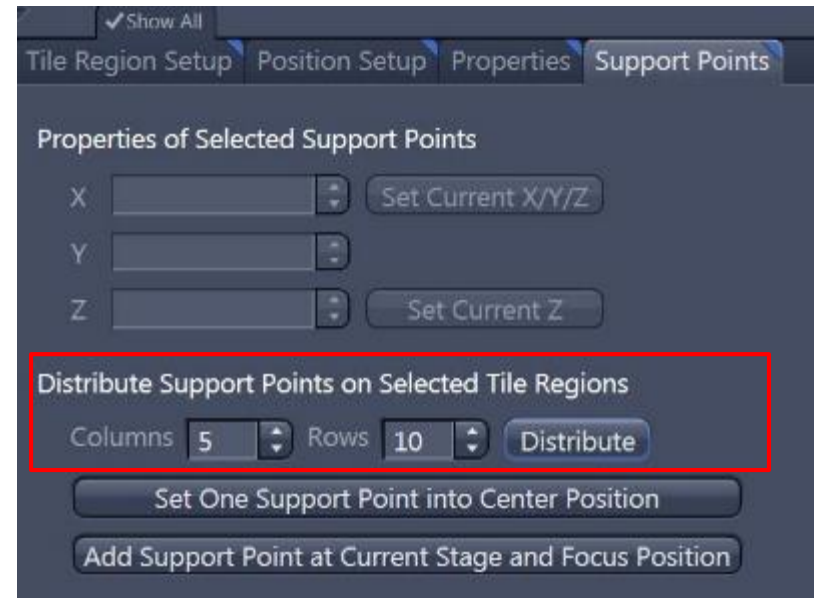 ✓Show All
Tile Region Setup Position Setup Properties Support Points
Properties of Selected Support Points
X Set Current X/Y/Z
Y
Z Set Current Z
Distribute Support Points on Selected Tile Regions
Columns 5 Rows 10 Distribute
Set One Support Point into Center Position
Add Support Point at Current Stage and Focus Position